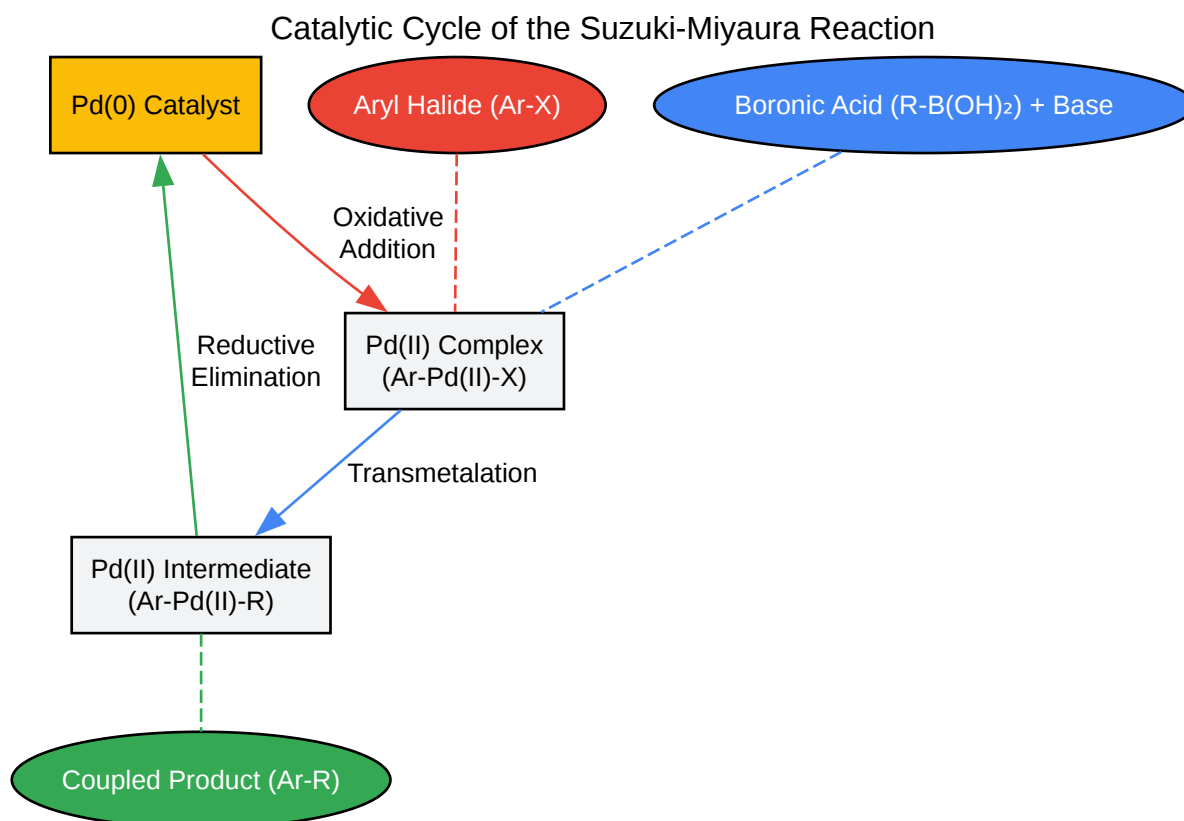 Catalytic Cycle of the Suzuki-Miyaura Reaction
Pd(0) Catalyst
Aryl Halide (Ar-X)
Boronic Acid (R-B(OH)₂) + Base
Oxidative
Addition
Reductive
Elimination
Pd(II) Complex
(Ar-Pd(II)-X)
Transmetalation
Pd(II) Intermediate
(Ar-Pd(II)-R)
Coupled Product (Ar-R)